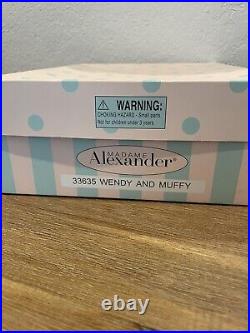 WARNING:
CHOKING HAZARD - Small parts.
Not for children under 3 years.
MADAME
Alexander®
33635 WENDY AND MUFFY